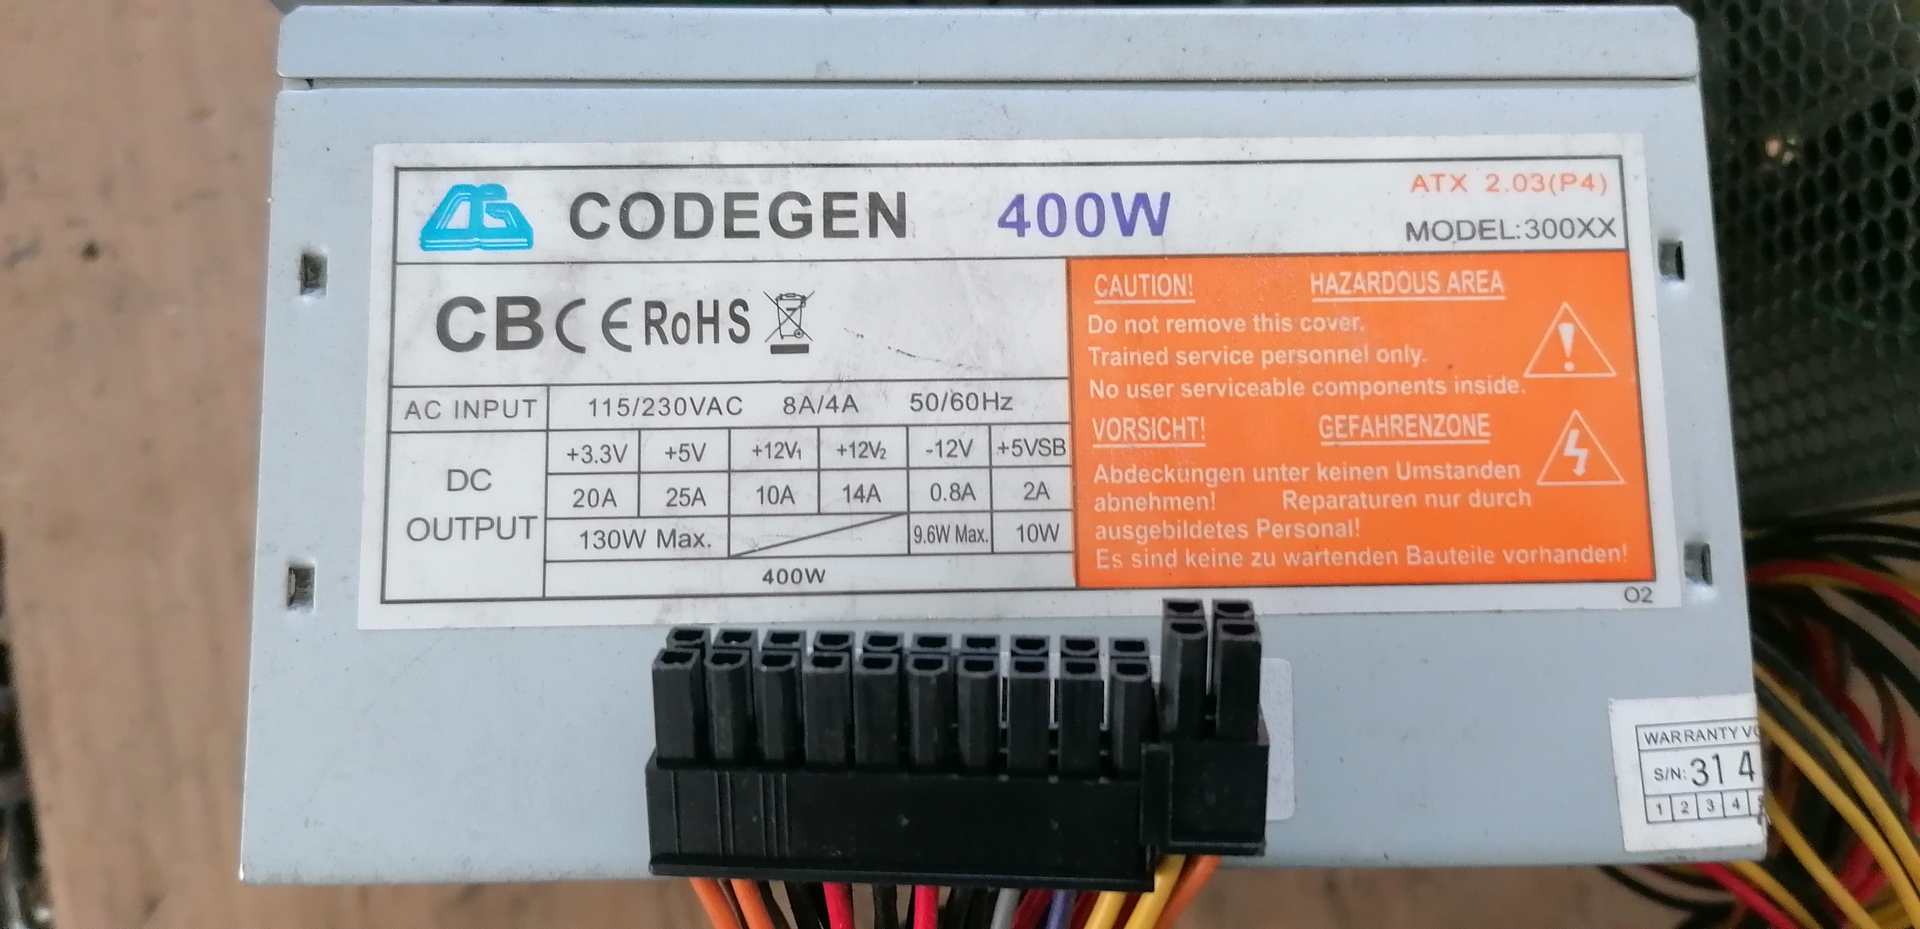 CODEGEN 400W
ATX 2.03(P4)
MODEL:300XX
CB CE RoHS
AC INPUT 115/230VAC 8A/4A 50/60Hz
DC OUTPUT
+3.3V +5V +12V1 +12V2 -12V +5VSB
20A 25A 10A 14A 0.8A 2A
130W Max. 9.6W Max. 10W
400W
CAUTION! HAZARDOUS AREA
Do not remove this cover.
Trained service personnel only.
No user serviceable components inside.
VORSICHT! GEFAHRENZONE
Abdeckungen unter keinen Umstanden
abnehmen! Reparaturen nur durch
ausgebildetes Personal!
Es sind keine zu wartenden Bauteile vorhanden!
O2
WARRANTY
S/N: 314
1 2 3 4